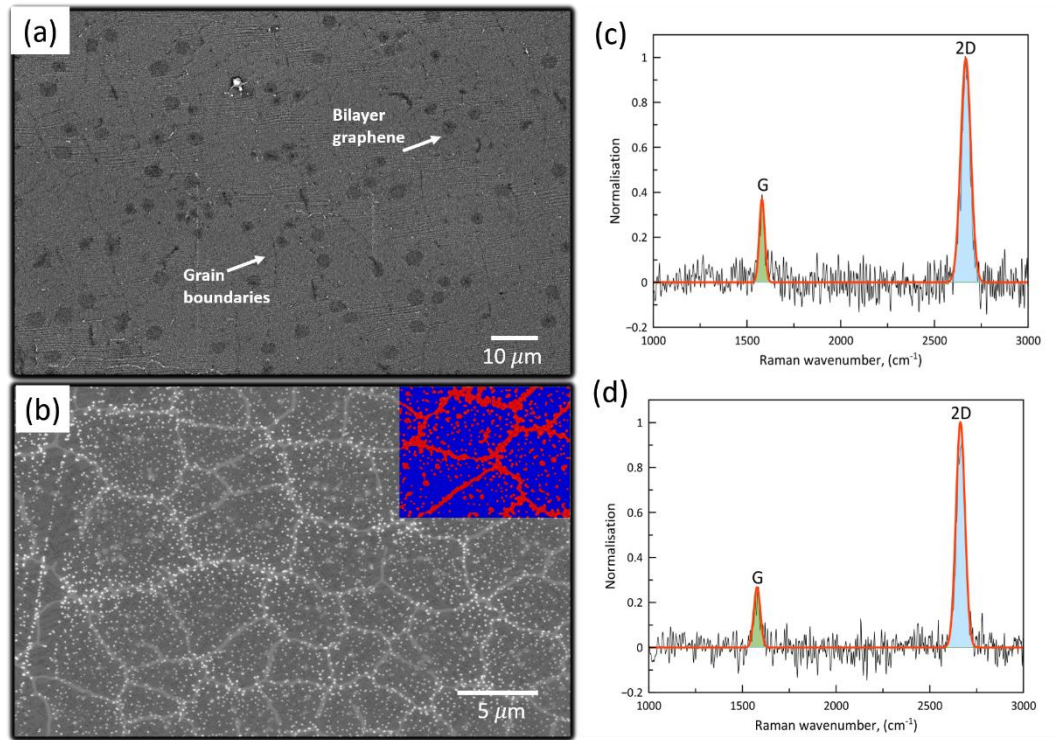 (a)
Bilayer
graphene
Grain
boundaries
10 μm
(b)
5 μm
(c)
2D
G
1
0.8
0.6
0.4
0.2
0
−0.2
Normalisation
1000
1500
2000
2500
3000
Raman wavenumber, (cm⁻¹)
(d)
2D
G
1
0.8
0.6
0.4
0.2
0
−0.2
Normalisation
1000
1500
2000
2500
3000
Raman wavenumber, (cm⁻¹)